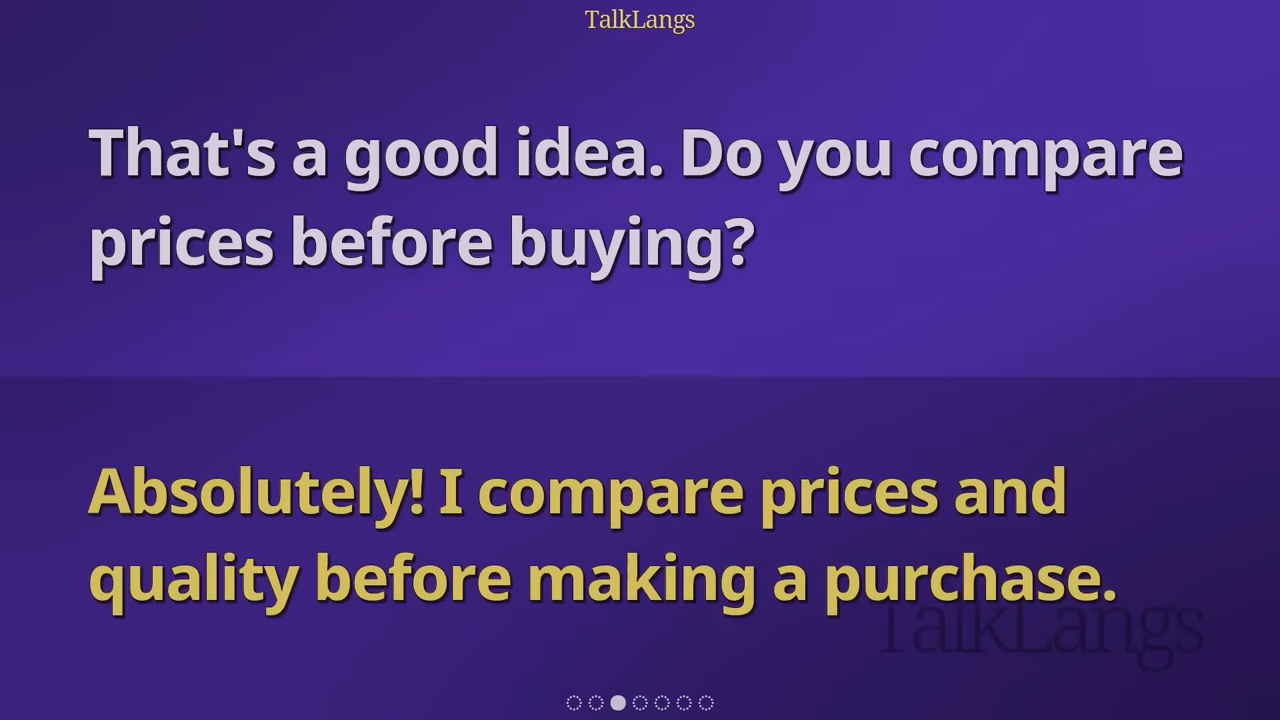 TalkLangs
That's a good idea. Do you compare
prices before buying?
Absolutely! I compare prices and
quality before making a purchase.
TalkLangs